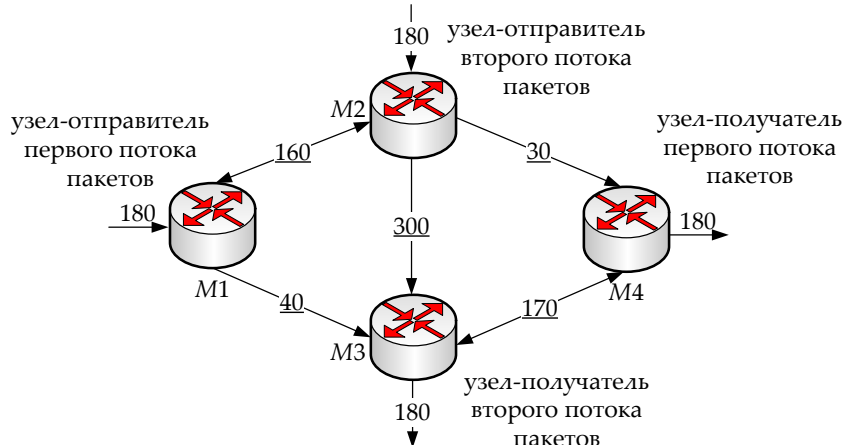 180
узел-отправитель
второго потока
пакетов
M2
узел-отправитель
первого потока
пакетов
160
30
узел-получатель
первого потока
пакетов
180
300
180
M1
M4
40
170
M3
180
узел-получатель
второго потока
пакетов